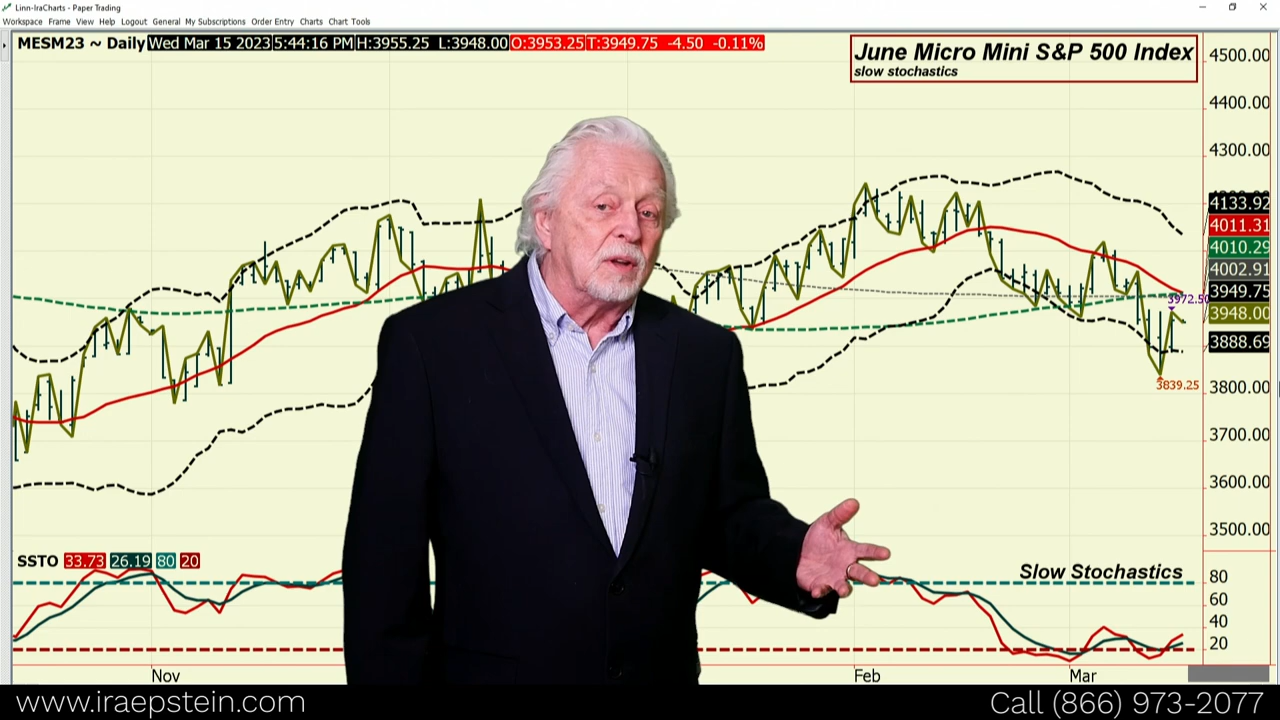 Linn-IraCharts - Paper Trading
Workspace Frame View Help Logout General My Subscriptions Order Entry Charts Chart Tools
MESM23 ~ Daily Wed Mar 15 2023 5:44:16 PM H:3955.25 L:3948.00 O:3953.25 T:3949.75 -4.50 -0.11%
June Micro Mini S&P 500 Index
slow stochastics
4500.00
4400.00
4300.00
4133.92
4011.31
4010.29
4002.91
3949.75
3972.50
3948.00
3888.69
3839.25
3800.00
3700.00
3600.00
3500.00
SSTO 33.73 26.19 80 20
Slow Stochastics
80
60
40
20
Nov Feb Mar
www.iraepstein.com Call (866) 973-2077